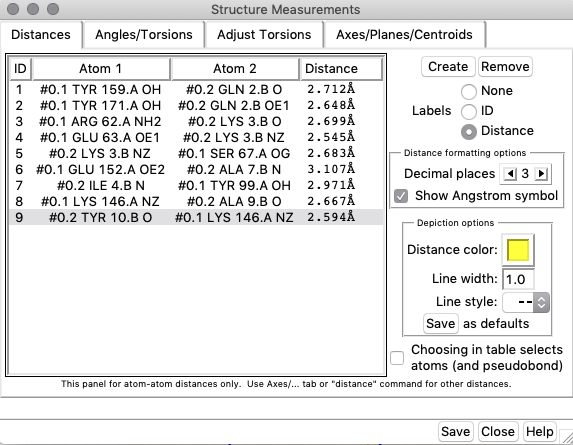 Structure Measurements
Distances Angles/Torsions Adjust Torsions Axes/Planes/Centroids
ID Atom 1 Atom 2 Distance
1 #0.1 TYR 159.A OH #0.2 GLN 2.B O 2.712Å
2 #0.1 TYR 171.A OH #0.2 GLN 2.B OE1 2.648Å
3 #0.1 ARG 62.A NH2 #0.2 LYS 3.B O 2.699Å
4 #0.1 GLU 63.A OE1 #0.2 LYS 3.B NZ 2.545Å
5 #0.2 LYS 3.B NZ #0.1 SER 67.A OG 2.683Å
6 #0.1 GLU 152.A OE2 #0.2 ALA 7.B N 3.107Å
7 #0.2 ILE 4.B N #0.1 TYR 99.A OH 2.971Å
8 #0.1 LYS 146.A NZ #0.2 ALA 9.B O 2.667Å
9 #0.2 TYR 10.B O #0.1 LYS 146.A NZ 2.594Å
Create Remove
None
Labels ID
Distance
Distance formatting options
Decimal places 3
Show Angstrom symbol
Depiction options
Distance color:
Line width: 1.0
Line style: --
Save as defaults
Choosing in table selects
atoms (and pseudobond)
This panel for atom-atom distances only. Use Axes/... tab or "distance" command for other distances.
Save Close Help